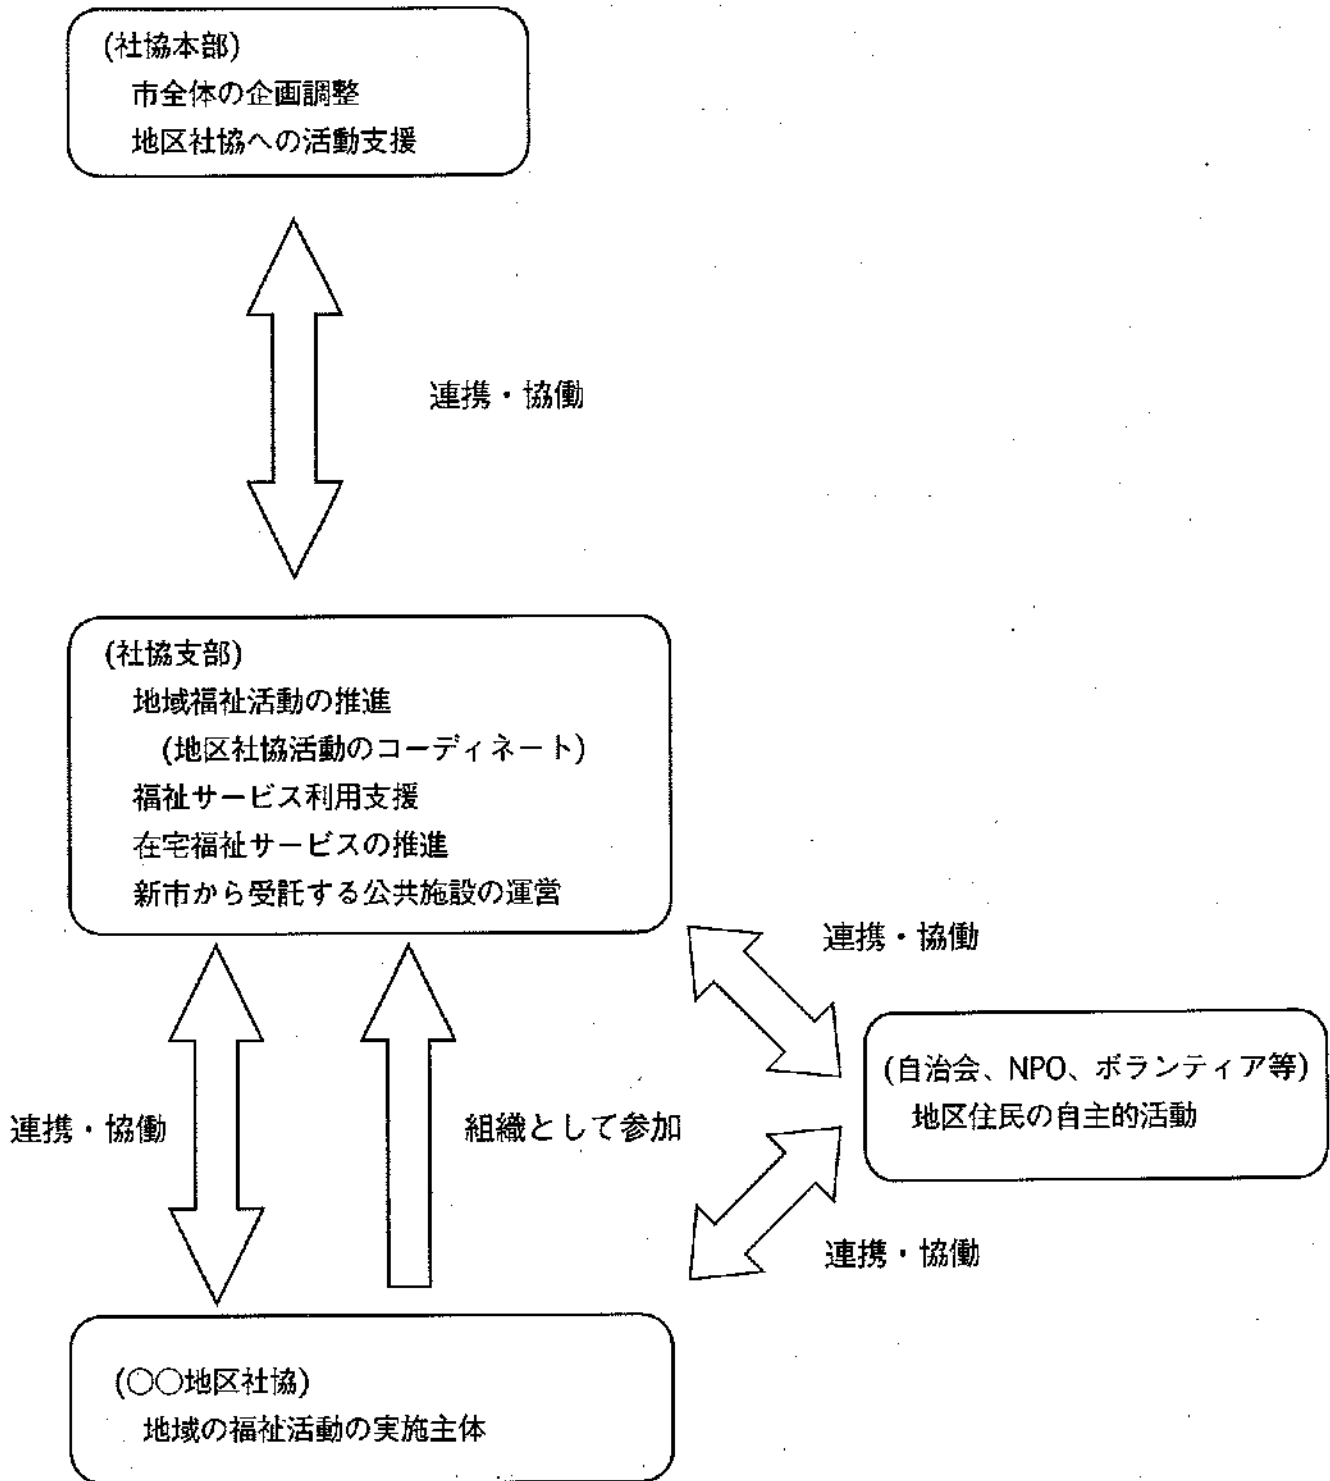 (社協本部)
市全体の企画調整
地区社協への活動支援
連携・協働
(社協支部)
地域福祉活動の推進
(地区社協活動のコーディネート)
福祉サービス利用支援
在宅福祉サービスの推進
新市から受託する公共施設の運営
連携・協働
(自治会、NPO、ボランティア等)
地区住民の自主的活動
連携・協働
組織として参加
連携・協働
(〇〇地区社協)
地域の福祉活動の実施主体